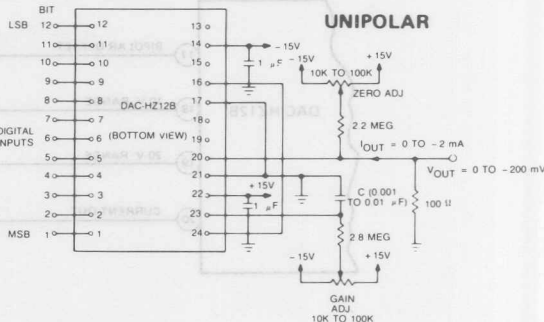 BIT
UNIPOLAR
LSB 12 12 13
11 11 14 - 15V
10 10 15 1 µF - 15V + 15V
9 9 16 10K TO 100K
8 8 DAC-HZ12B 17 ZERO ADJ
7 7 18
DIGITAL INPUTS 6 6 (BOTTOM VIEW) 19 2.2 MEG
5 5 20 IOUT = 0 TO -2 mA
4 4 21 VOUT = 0 TO -200 mV
3 3 22 + 15V C (0.001 TO 0.01 µF) 100 Ω
2 2 23 1 µF
MSB 1 1 24 2.8 MEG
- 15V + 15V
GAIN
ADJ.
10K TO 100K